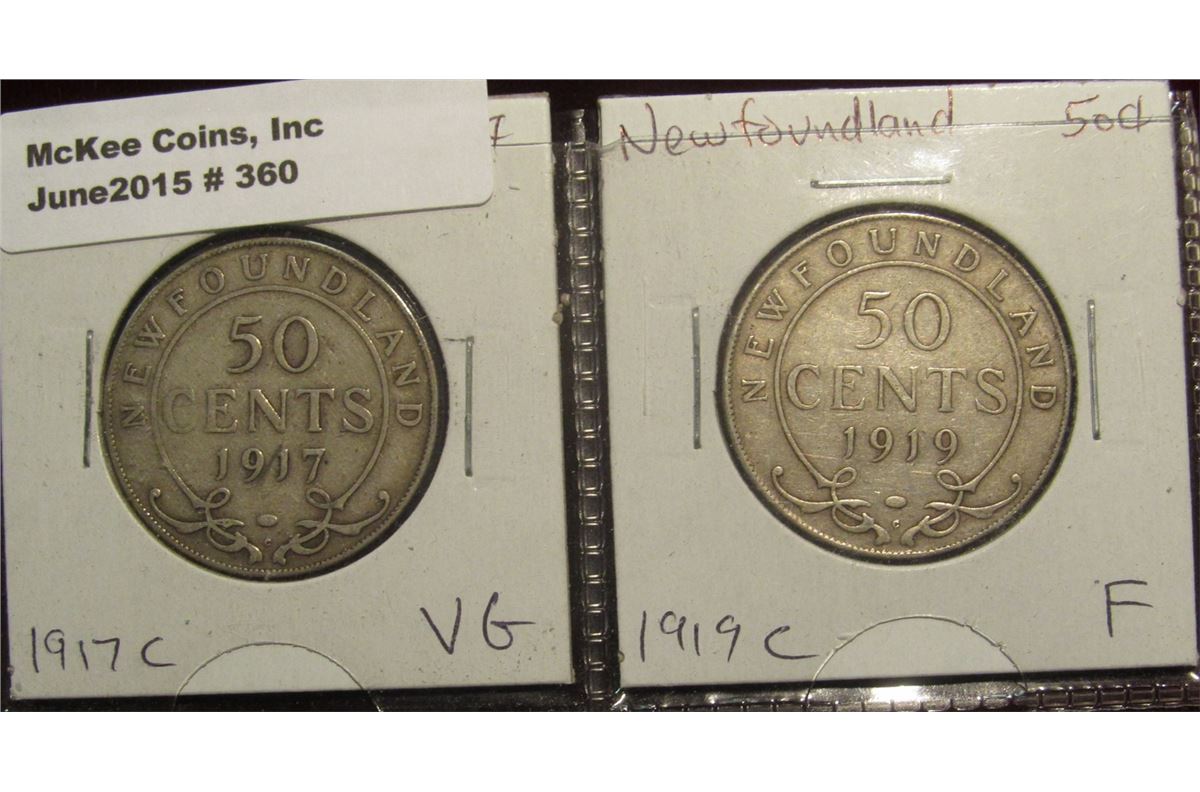 McKee Coins, Inc
June2015 # 360
NEWFOUNDLAND
50
CENTS
1917
C
1917 C
VG
Newfoundland 50¢
NEWFOUNDLAND
50
CENTS
1919
C
1919 C
F